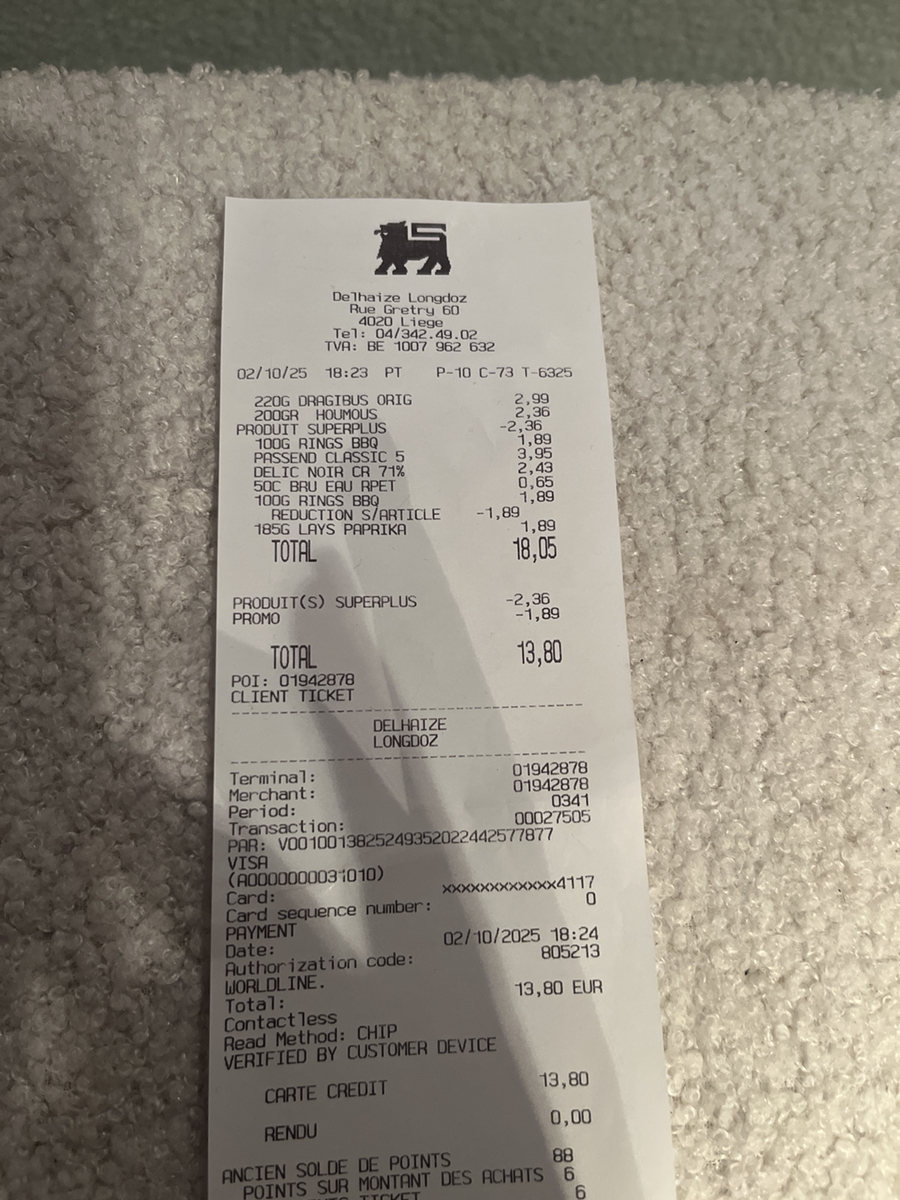 Delhaize Longdoz
Rue Gretry 60
4020 Liege
Tel: 04/342.49.02
TVA: BE 1007 962 632
02/10/25 18:23 PT P-10 C-73 T-6325
220G DRAGIBUS ORIG 2,99
200GR HOUMOUS 2,36
PRODUIT SUPERPLUS -2,36
100G RINGS BBQ 1,89
PASSEND CLASSIC 5 3,95
DELIC NOIR CR 71% 2,43
50C BRU EAU RPET 0,65
100G RINGS BBQ 1,89
REDUCTION S/ARTICLE -1,89
185G LAYS PAPRIKA 1,89
TOTAL 18,05
PRODUIT(S) SUPERPLUS -2,36
PROMO -1,89
TOTAL 13,80
POI: 01942878
CLIENT TICKET
DELHAIZE
LONGDOZ
Terminal: 01942878
Merchant: 01942878
Period: 0341
Transaction: 00027505
PAR: V0010013825249352022442577877
VISA
(A0000000031010)
Card: xxxxxxxxxxxx4117
Card sequence number: 0
PAYMENT
Date: 02/10/2025 18:24
Authorization code: 805213
WORLDLINE.
Total: 13,80 EUR
Contactless
Read Method: CHIP
VERIFIED BY CUSTOMER DEVICE
CARTE CREDIT 13,80
RENDU 0,00
ANCIEN SOLDE DE POINTS 88
POINTS SUR MONTANT DES ACHATS 6
TICKET 6